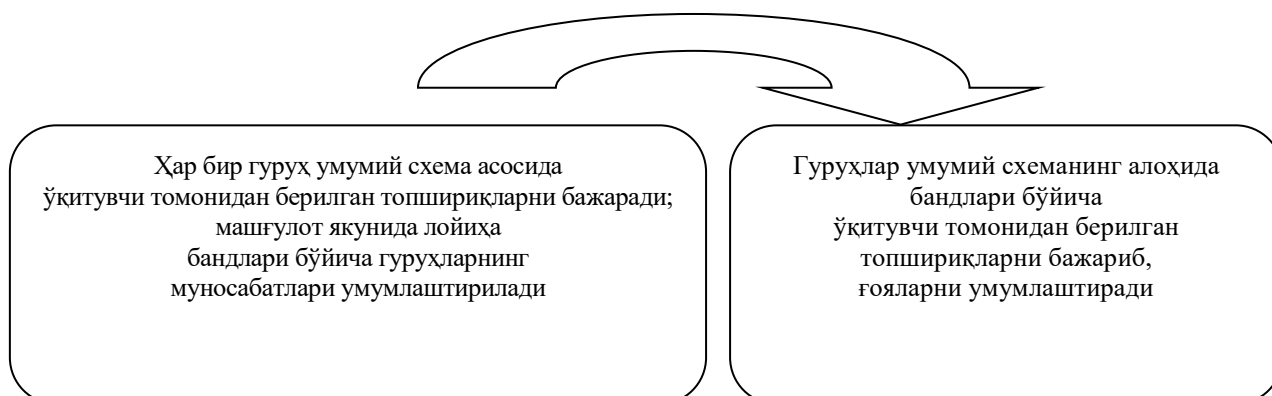 Ҳар бир гуруҳ умумий схема асосида
ўқитувчи томонидан берилган топшириқларни бажаради;
машғулот якунида лойиҳа
бандлари бўйича гуруҳларнинг
муносабатлари умумлаштирилади
Гуруҳлар умумий схеманинг алоҳида
бандлари бўйича
ўқитувчи томонидан берилган
топшириқларни бажариб,
ғояларни умумлаштиради